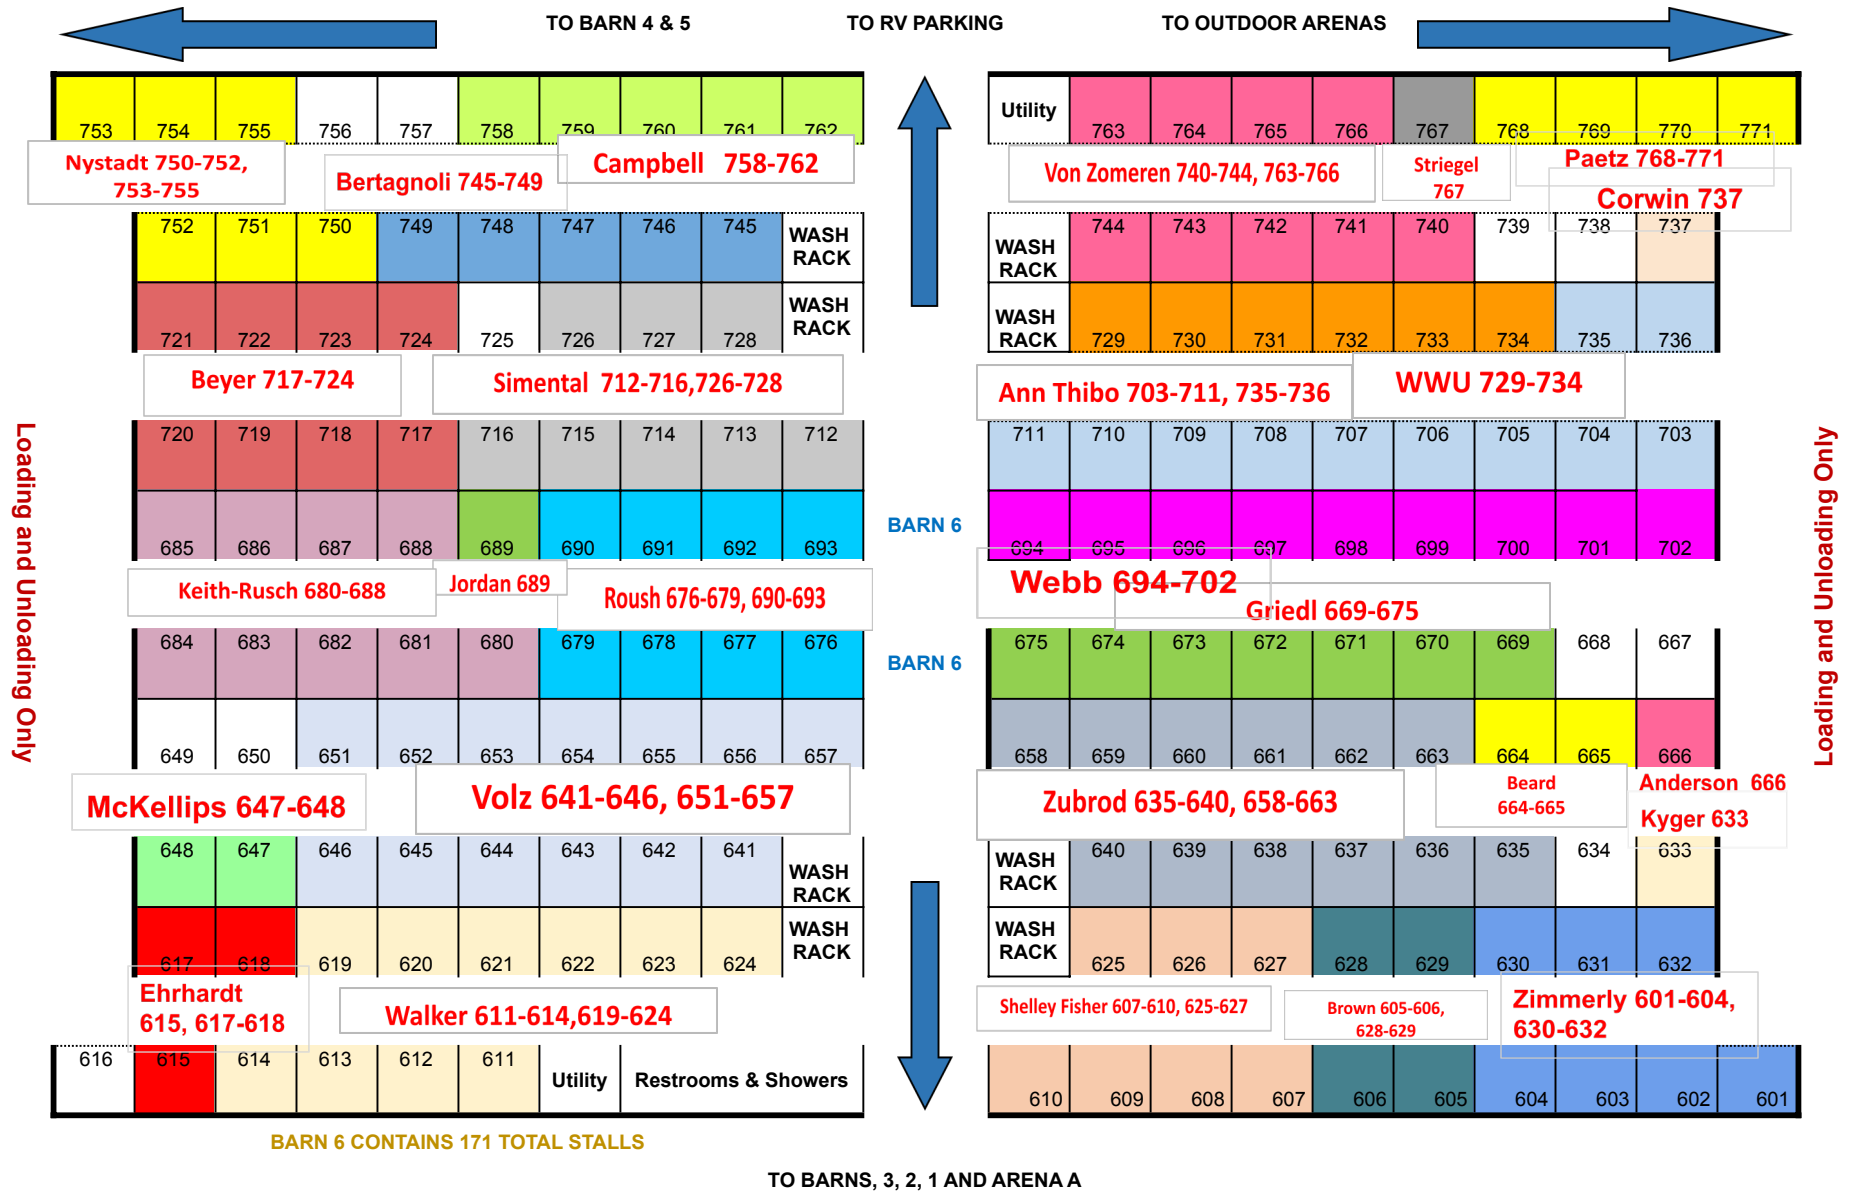 TO BARN 4 & 5
TO RV PARKING
TO OUTDOOR ARENAS
753 754 755 756 757 758 759 760 761 762
Utility 763 764 765 766 767 768 769 770 771
Nystadt 750-752,
753-755
Bertagnoli 745-749
Campbell 758-762
Von Zomeren 740-744, 763-766
Striegel
767
Paetz 768-771
Corwin 737
752 751 750 749 748 747 746 745 WASH
RACK
WASH
RACK 744 743 742 741 740 739 738 737
721 722 723 724 725 726 727 728 WASH
RACK
WASH
RACK 729 730 731 732 733 734 735 736
Beyer 717-724
Simental 712-716,726-728
Ann Thibo 703-711, 735-736
WWU 729-734
720 719 718 717 716 715 714 713 712
711 710 709 708 707 706 705 704 703
Loading and Unloading Only
Loading and Unloading Only
685 686 687 688 689 690 691 692 693
BARN 6
694 695 696 697 698 699 700 701 702
Keith-Rusch 680-688
Jordan 689
Roush 676-679, 690-693
Webb 694-702
Griedl 669-675
684 683 682 681 680 679 678 677 676
BARN 6
675 674 673 672 671 670 669 668 667
649 650 651 652 653 654 655 656 657
658 659 660 661 662 663 664 665 666
McKellips 647-648
Volz 641-646, 651-657
Zubrod 635-640, 658-663
Beard
664-665
Anderson 666
Kyger 633
648 647 646 645 644 643 642 641 WASH
RACK
WASH
RACK 640 639 638 637 636 635 634 633
617 618 619 620 621 622 623 624 WASH
RACK
WASH
RACK 625 626 627 628 629 630 631 632
Ehrhardt
615, 617-618
Walker 611-614,619-624
Shelley Fisher 607-610, 625-627
Brown 605-606,
628-629
Zimmerly 601-604,
630-632
616 615 614 613 612 611 Utility Restrooms & Showers
610 609 608 607 606 605 604 603 602 601
BARN 6 CONTAINS 171 TOTAL STALLS
TO BARNS, 3, 2, 1 AND ARENA A